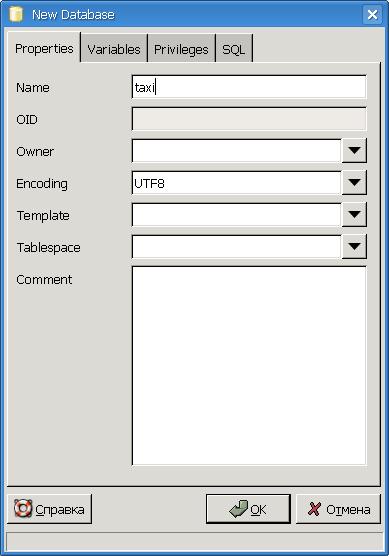 New Database
Properties Variables Privileges SQL
Name taxi
OID
Owner
Encoding UTF8
Template
Tablespace
Comment
Справка OK Отмена